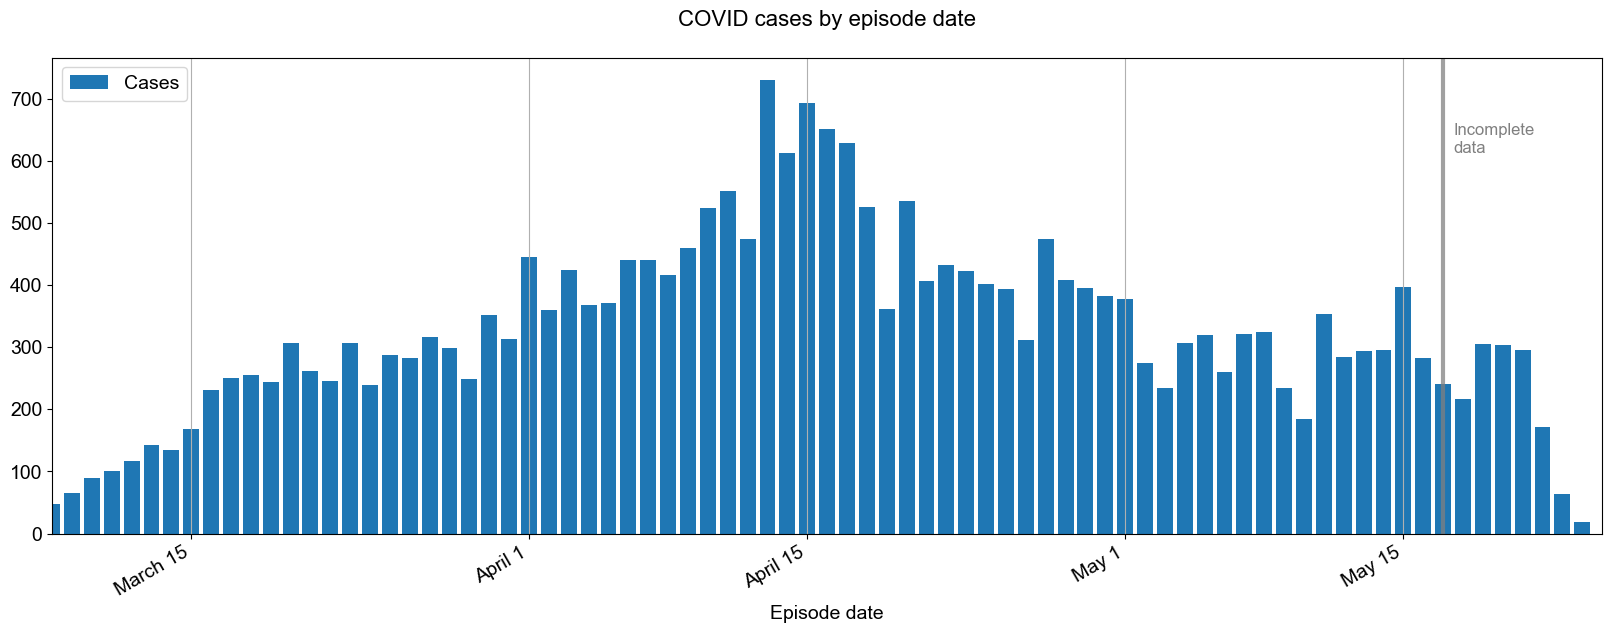 COVID cases by episode date
Cases
700
600
500
400
300
200
100
0
Incomplete
data
March 15
April 1
April 15
May 1
May 15
Episode date